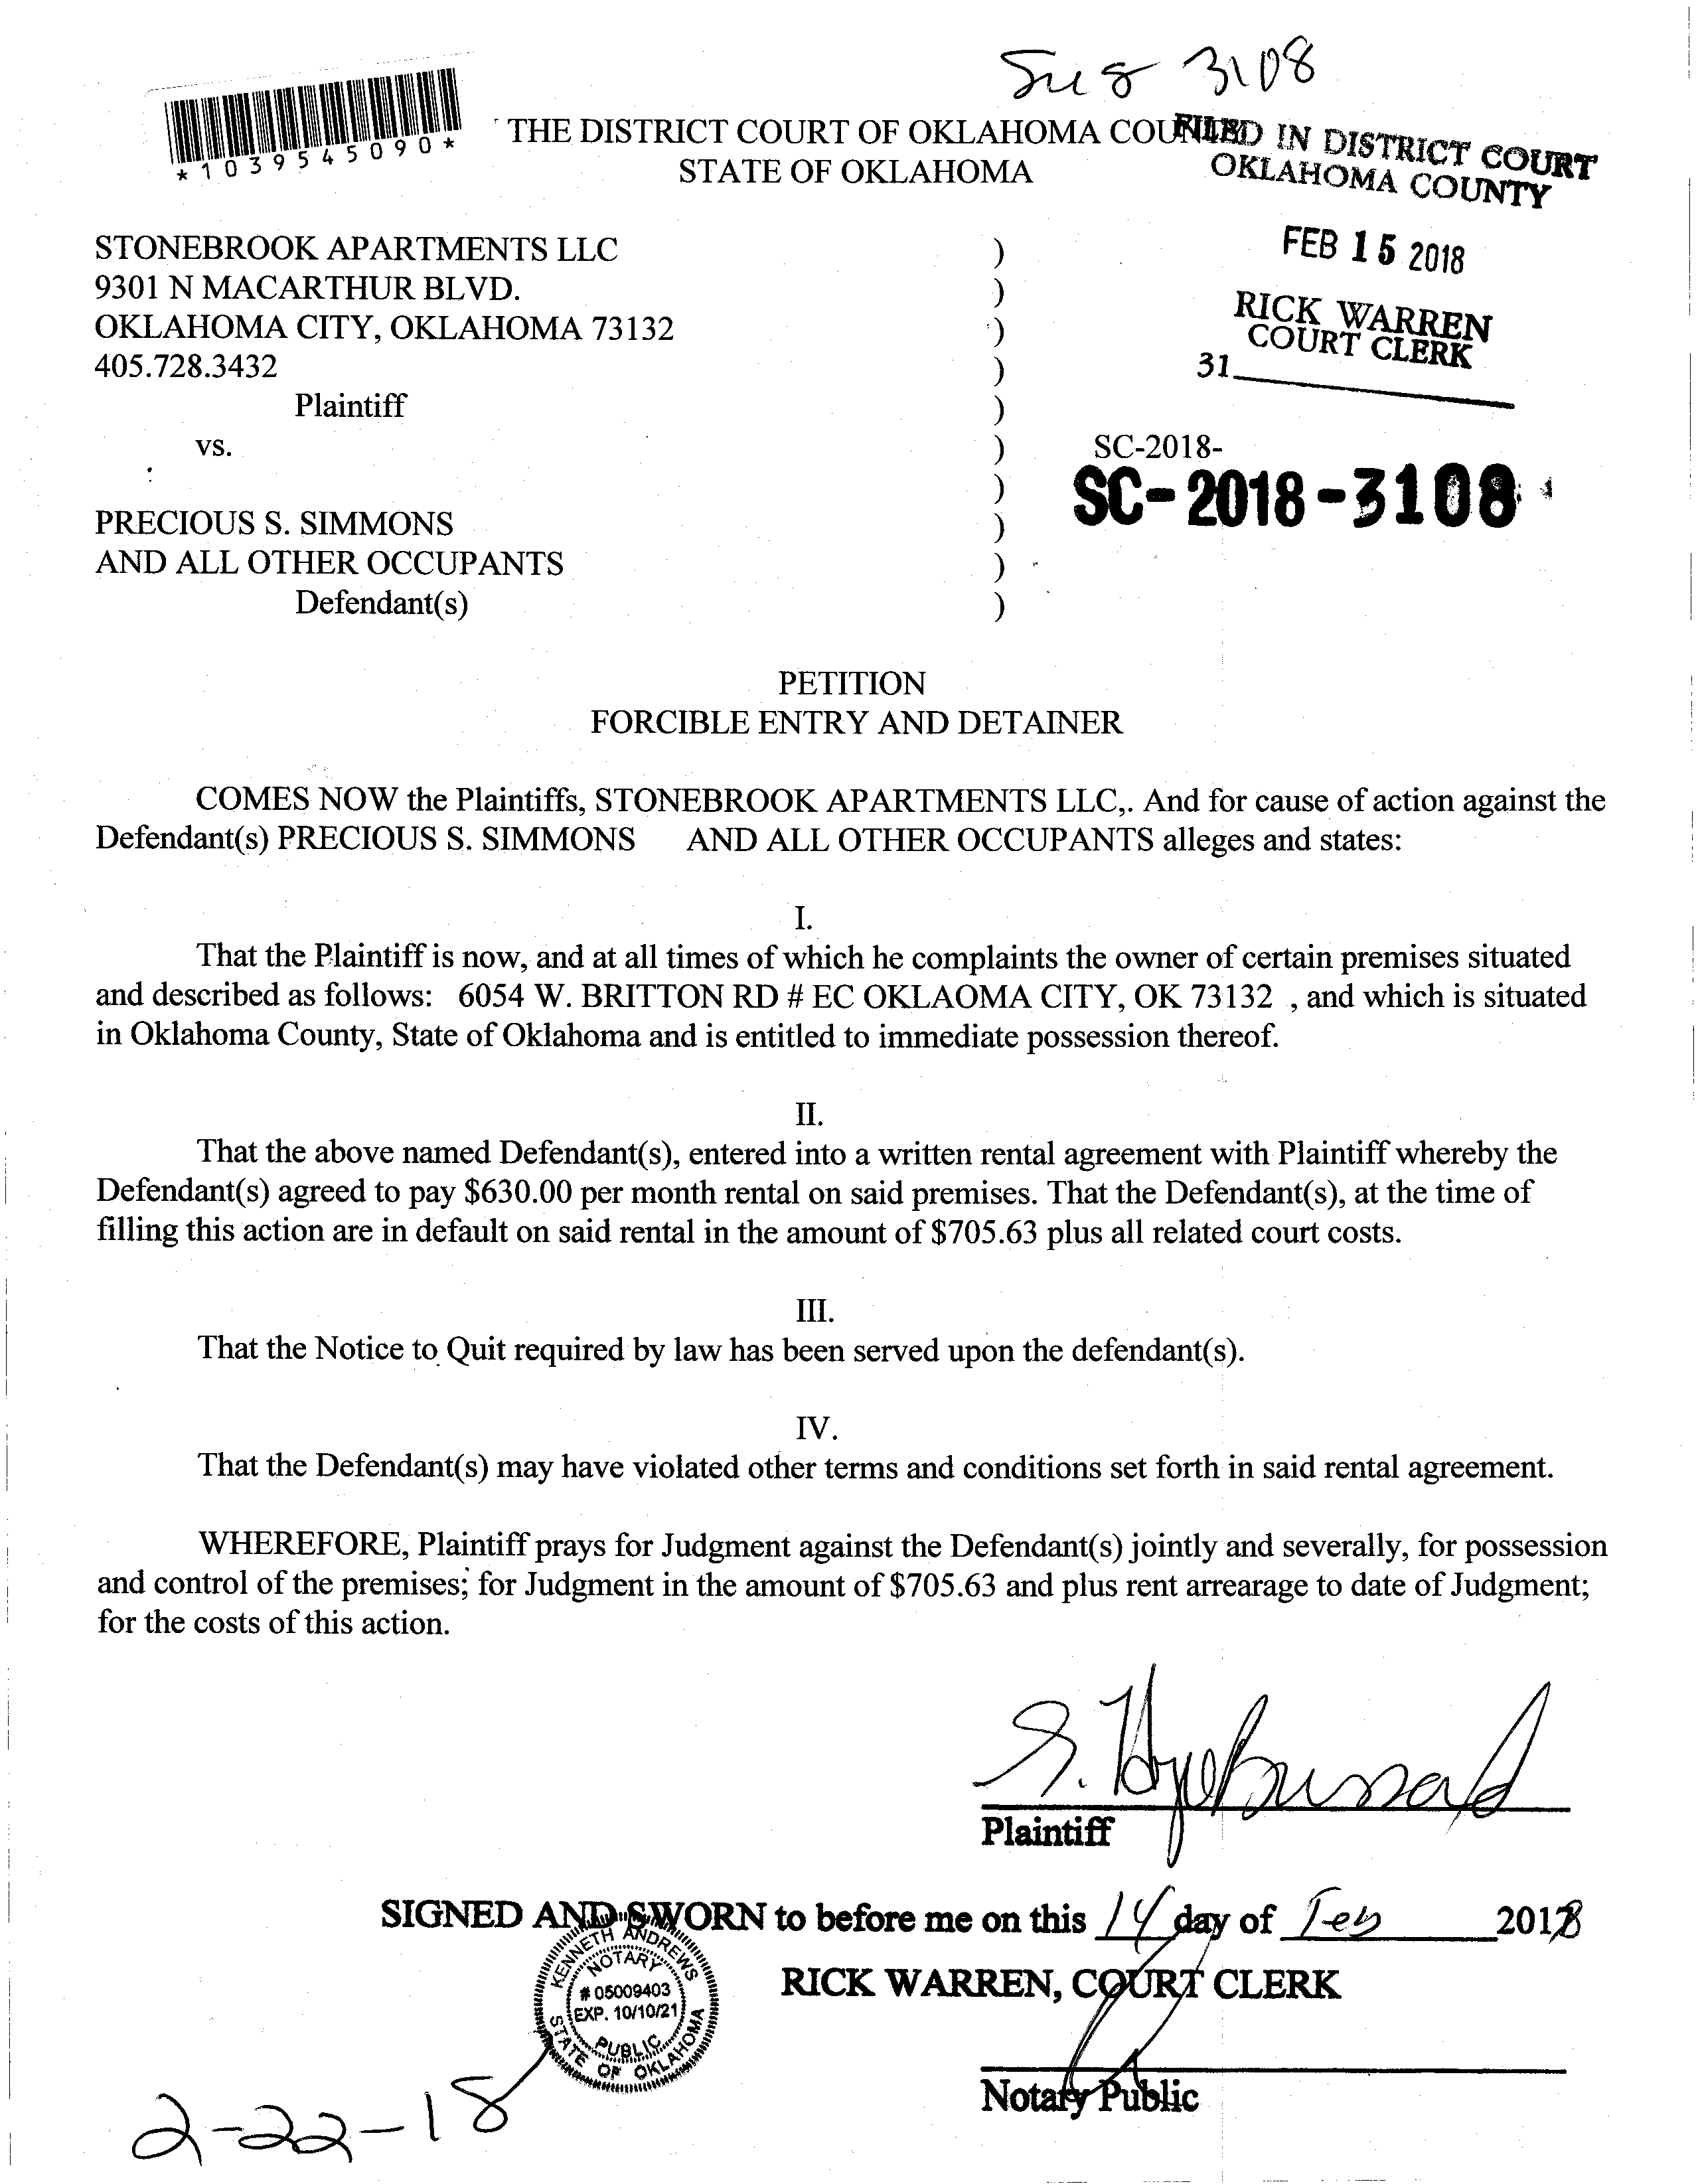 3108
*1039545090*
THE DISTRICT COURT OF OKLAHOMA COUNTY
STATE OF OKLAHOMA
FILED IN DISTRICT COURT
OKLAHOMA COUNTY
FEB 15 2018
RICK WARREN
COURT CLERK
31
STONEBROOK APARTMENTS LLC )
9301 N MACARTHUR BLVD. )
OKLAHOMA CITY, OKLAHOMA 73132 )
405.728.3432 )
Plaintiff )
vs. ) SC-2018-
) SC-2018-3108
PRECIOUS S. SIMMONS )
AND ALL OTHER OCCUPANTS )
Defendant(s) )
PETITION
FORCIBLE ENTRY AND DETAINER
COMES NOW the Plaintiffs, STONEBROOK APARTMENTS LLC,. And for cause of action against the
Defendant(s) PRECIOUS S. SIMMONS AND ALL OTHER OCCUPANTS alleges and states:
I.
That the Plaintiff is now, and at all times of which he complaints the owner of certain premises situated
and described as follows: 6054 W. BRITTON RD # EC OKLAOMA CITY, OK 73132 , and which is situated
in Oklahoma County, State of Oklahoma and is entitled to immediate possession thereof.
II.
That the above named Defendant(s), entered into a written rental agreement with Plaintiff whereby the
Defendant(s) agreed to pay $630.00 per month rental on said premises. That the Defendant(s), at the time of
filling this action are in default on said rental in the amount of $705.63 plus all related court costs.
III.
That the Notice to Quit required by law has been served upon the defendant(s).
IV.
That the Defendant(s) may have violated other terms and conditions set forth in said rental agreement.
WHEREFORE, Plaintiff prays for Judgment against the Defendant(s) jointly and severally, for possession
and control of the premises; for Judgment in the amount of $705.63 and plus rent arrearage to date of Judgment;
for the costs of this action.
Plaintiff
SIGNED AND SWORN to before me on this 14 day of Feb 2018
KENNETH ANDREWS
NOTARY
# 05009403
EXP. 10/10/21
PUBLIC
STATE OF OKLAHOMA
RICK WARREN, COURT CLERK
Notary Public
2-22-18